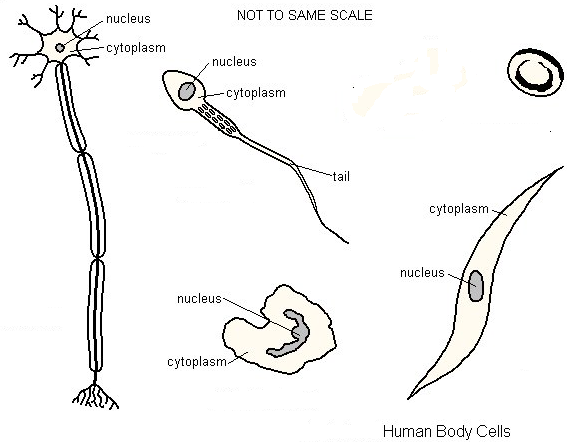 NOT TO SAME SCALE
nucleus
cytoplasm
nucleus
cytoplasm
tail
cytoplasm
nucleus
nucleus
cytoplasm
Human Body Cells